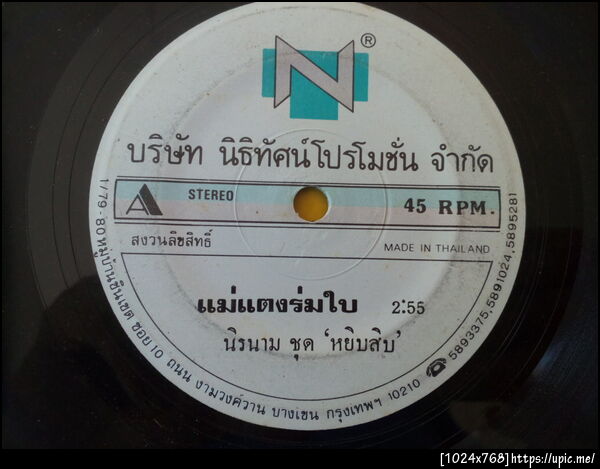 N ®
บริษัท นิธิทัศน์โปรโมชั่น จำกัด
A STEREO 45 RPM.
สงวนลิขสิทธิ์ MADE IN THAILAND
แม่แตงร่มใบ 2:55
นิรนาม ชุด ‘หยิบสิบ’
1/79-80 หมู่บ้านชินเขต ซอย 10 ถนน งามวงศ์วาน บางเขน กรุงเทพฯ 10210 ☎ 5893375,5891024,5895281
[1024x768]https://upic.me/